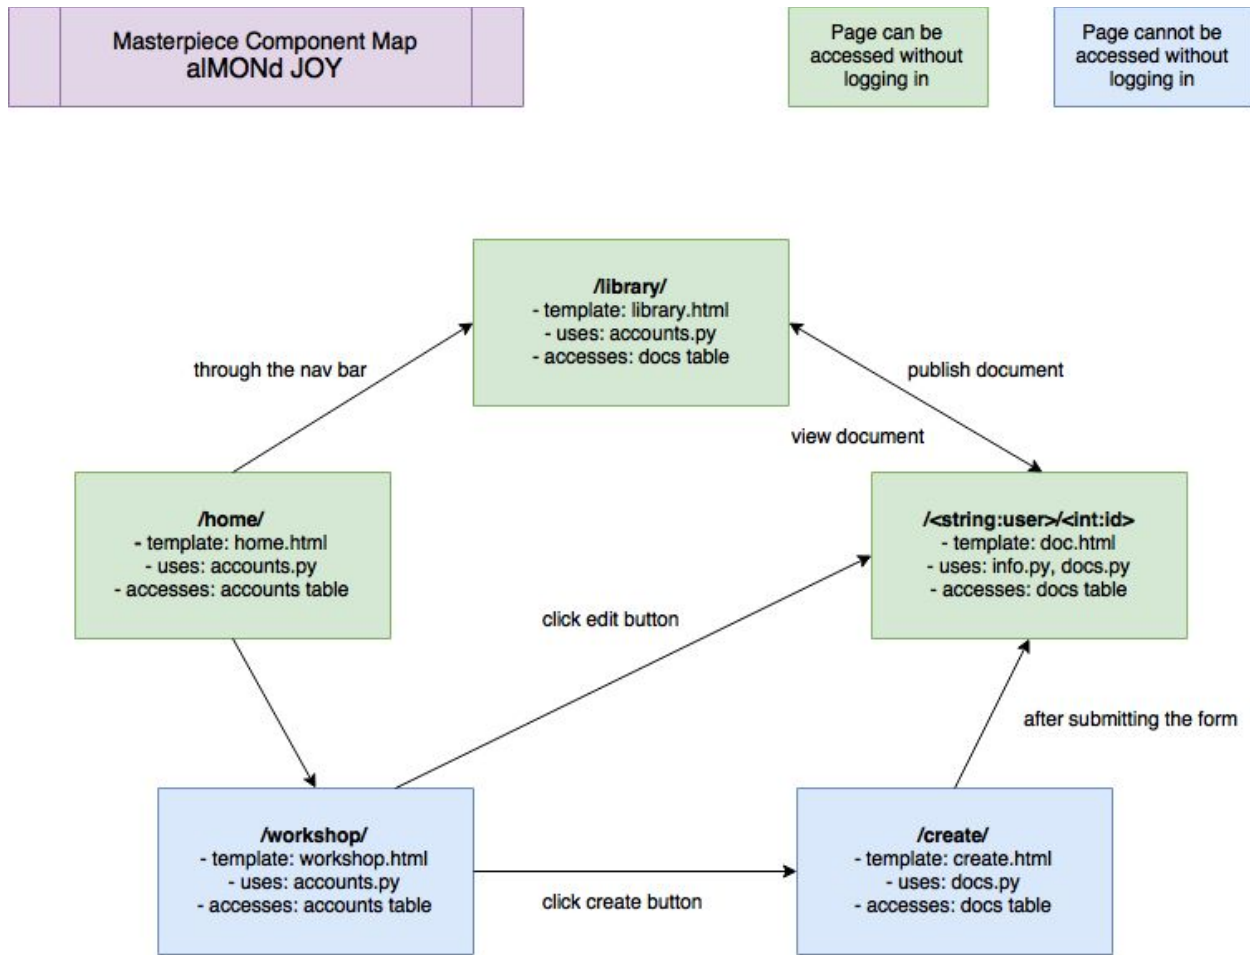 Masterpiece Component Map
alMONd JOY
Page can be
accessed without
logging in
Page cannot be
accessed without
logging in
/library/
- template: library.html
- uses: accounts.py
- accesses: docs table
through the nav bar
publish document
view document
/home/
- template: home.html
- uses: accounts.py
- accesses: accounts table
/<string:user>/<int:id>
- template: doc.html
- uses: info.py, docs.py
- accesses: docs table
click edit button
after submitting the form
/workshop/
- template: workshop.html
- uses: accounts.py
- accesses: accounts table
click create button
/create/
- template: create.html
- uses: docs.py
- accesses: docs table